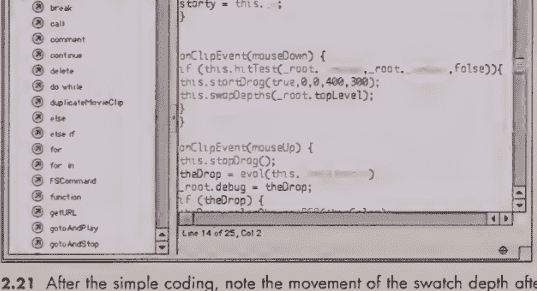 break
call
comment
continue
delete
do while
duplicateMovieClip
else
else if
for
for in
FSCommand
function
getURL
gotoAndPlay
gotoAndStop
starty = this. ;
}
onClipEvent(mouseDown) {
if (this.hitTest(_root. ,_root. ,false)){
this.startDrag(true,0,0,400,300);
this.swapDepths(_root.topLevel);
}
}
onClipEvent(mouseUp) {
this.stopDrag();
theDrop = eval(this. )
_root.debug = theDrop;
if (theDrop) {
Line 14 of 25, Col 2
2.21 After the simple coding, note the movement of the swatch depth afte